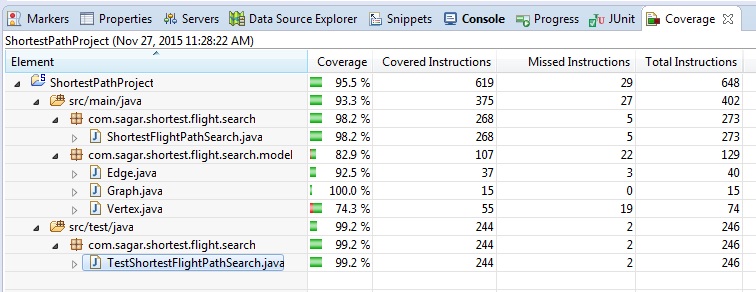 Markers Properties Servers Data Source Explorer Snippets Console Progress JUnit Coverage
ShortestPathProject (Nov 27, 2015 11:28:22 AM)
Element Coverage Covered Instructions Missed Instructions Total Instructions
ShortestPathProject 95.5 % 619 29 648
src/main/java 93.3 % 375 27 402
com.sagar.shortest.flight.search 98.2 % 268 5 273
ShortestFlightPathSearch.java 98.2 % 268 5 273
com.sagar.shortest.flight.search.model 82.9 % 107 22 129
Edge.java 92.5 % 37 3 40
Graph.java 100.0 % 15 0 15
Vertex.java 74.3 % 55 19 74
src/test/java 99.2 % 244 2 246
com.sagar.shortest.flight.search 99.2 % 244 2 246
TestShortestFlightPathSearch.java 99.2 % 244 2 246